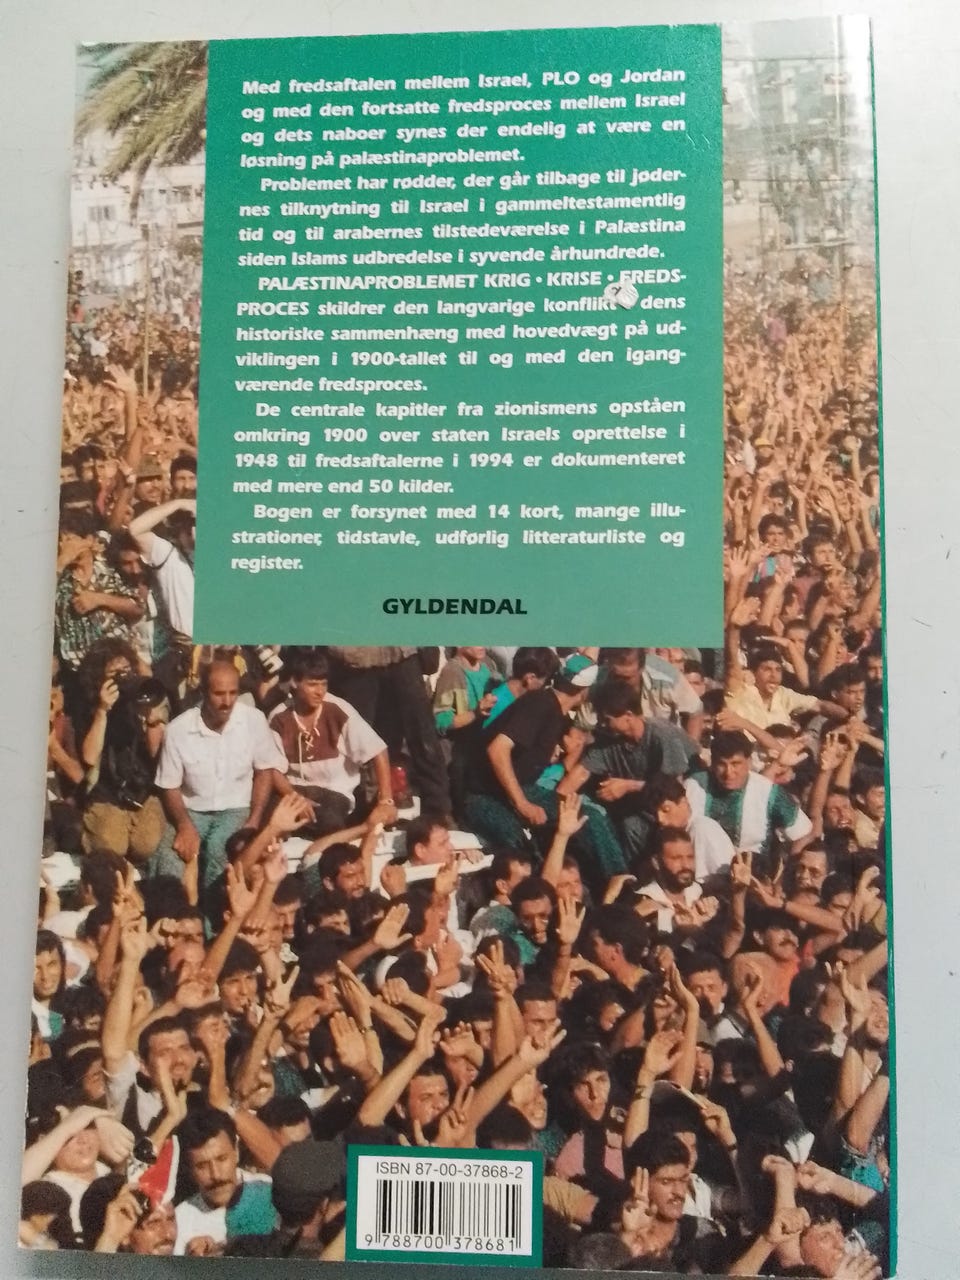 Med fredsaftalen mellem Israel, PLO og Jordan
og med den fortsatte fredsproces mellem Israel
og dets naboer synes der endelig at være en
løsning på palæstinaproblemet.
Problemet har rødder, der går tilbage til jøder-
nes tilknytning til Israel i gammeltestamentlig
tid og til arabernes tilstedeværelse i Palæstina
siden Islams udbredelse i syvende århundrede.
PALÆSTINAPROBLEMET KRIG • KRISE • FREDS-
PROCES skildrer den langvarige konflikt dens
historiske sammenhæng med hovedvægt på ud-
viklingen i 1900-tallet til og med den igang-
værende fredsproces.
De centrale kapitler fra zionismens opståen
omkring 1900 over staten Israels oprettelse i
1948 til fredsaftalerne i 1994 er dokumenteret
med mere end 50 kilder.
Bogen er forsynet med 14 kort, mange illu-
strationer, tidstavle, udførlig litteraturliste og
register.
GYLDENDAL
ISBN 87-00-37868-2
9 788700 378681